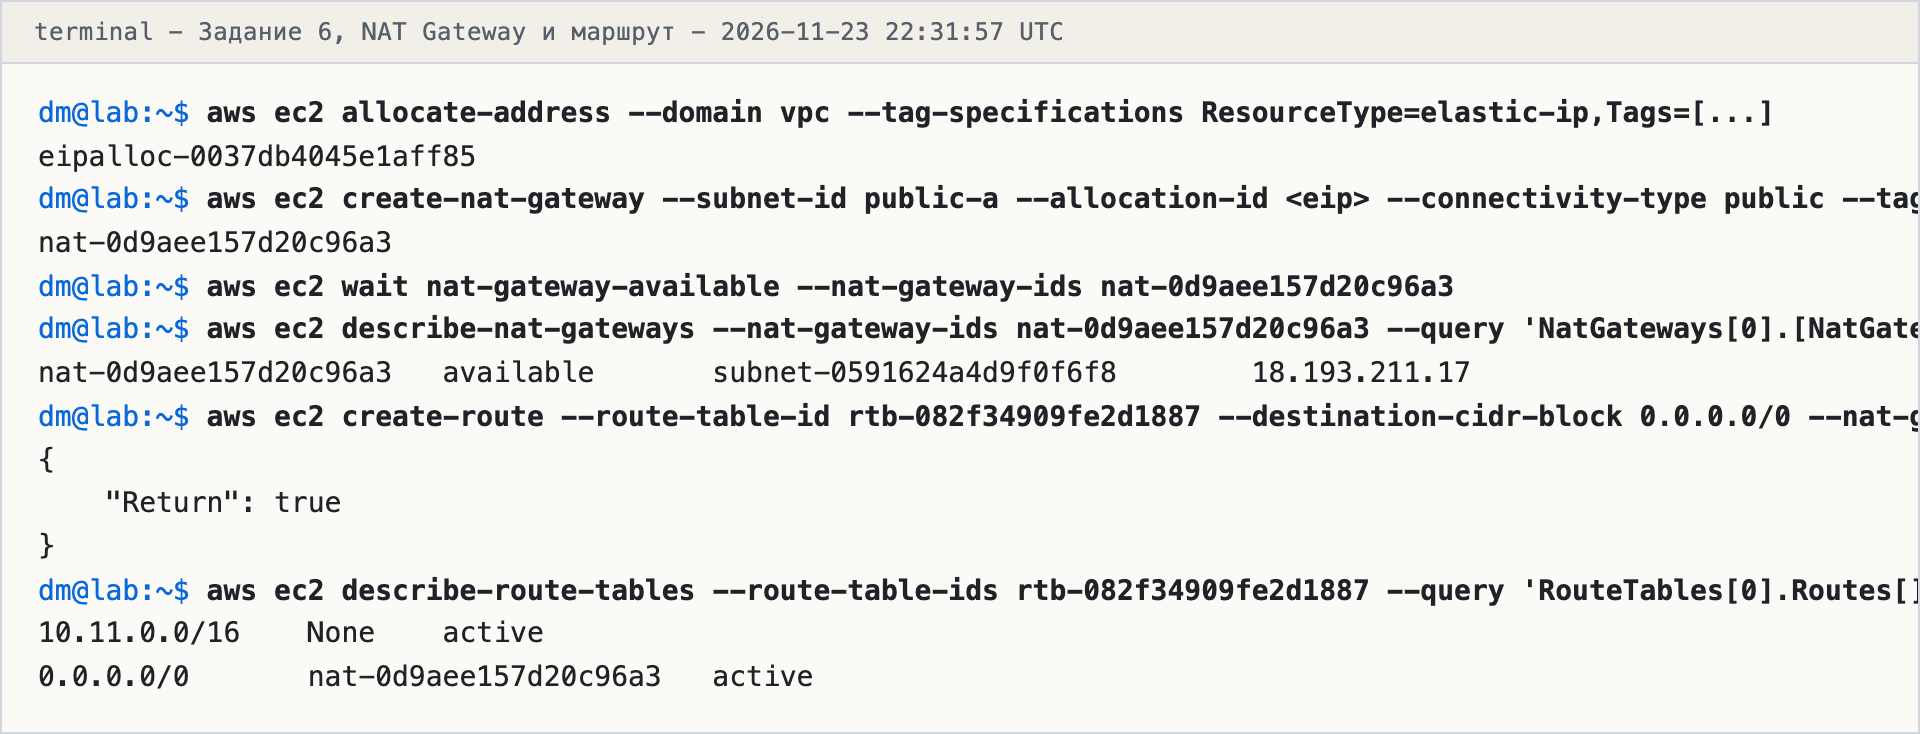 terminal — Задание 6, NAT Gateway и маршрут — 2026-11-23 22:31:57 UTC
dm@lab:~$ aws ec2 allocate-address --domain vpc --tag-specifications ResourceType=elastic-ip,Tags=[...]
eipalloc-0037db4045e1aff85
dm@lab:~$ aws ec2 create-nat-gateway --subnet-id public-a --allocation-id <eip> --connectivity-type public --tag
nat-0d9aee157d20c96a3
dm@lab:~$ aws ec2 wait nat-gateway-available --nat-gateway-ids nat-0d9aee157d20c96a3
dm@lab:~$ aws ec2 describe-nat-gateways --nat-gateway-ids nat-0d9aee157d20c96a3 --query 'NatGateways[0].[NatGate
nat-0d9aee157d20c96a3   available       subnet-0591624a4d9f0f6f8        18.193.211.17
dm@lab:~$ aws ec2 create-route --route-table-id rtb-082f34909fe2d1887 --destination-cidr-block 0.0.0.0/0 --nat-g
{
    "Return": true
}
dm@lab:~$ aws ec2 describe-route-tables --route-table-ids rtb-082f34909fe2d1887 --query 'RouteTables[0].Routes[]
10.11.0.0/16    None    active
0.0.0.0/0       nat-0d9aee157d20c96a3   active